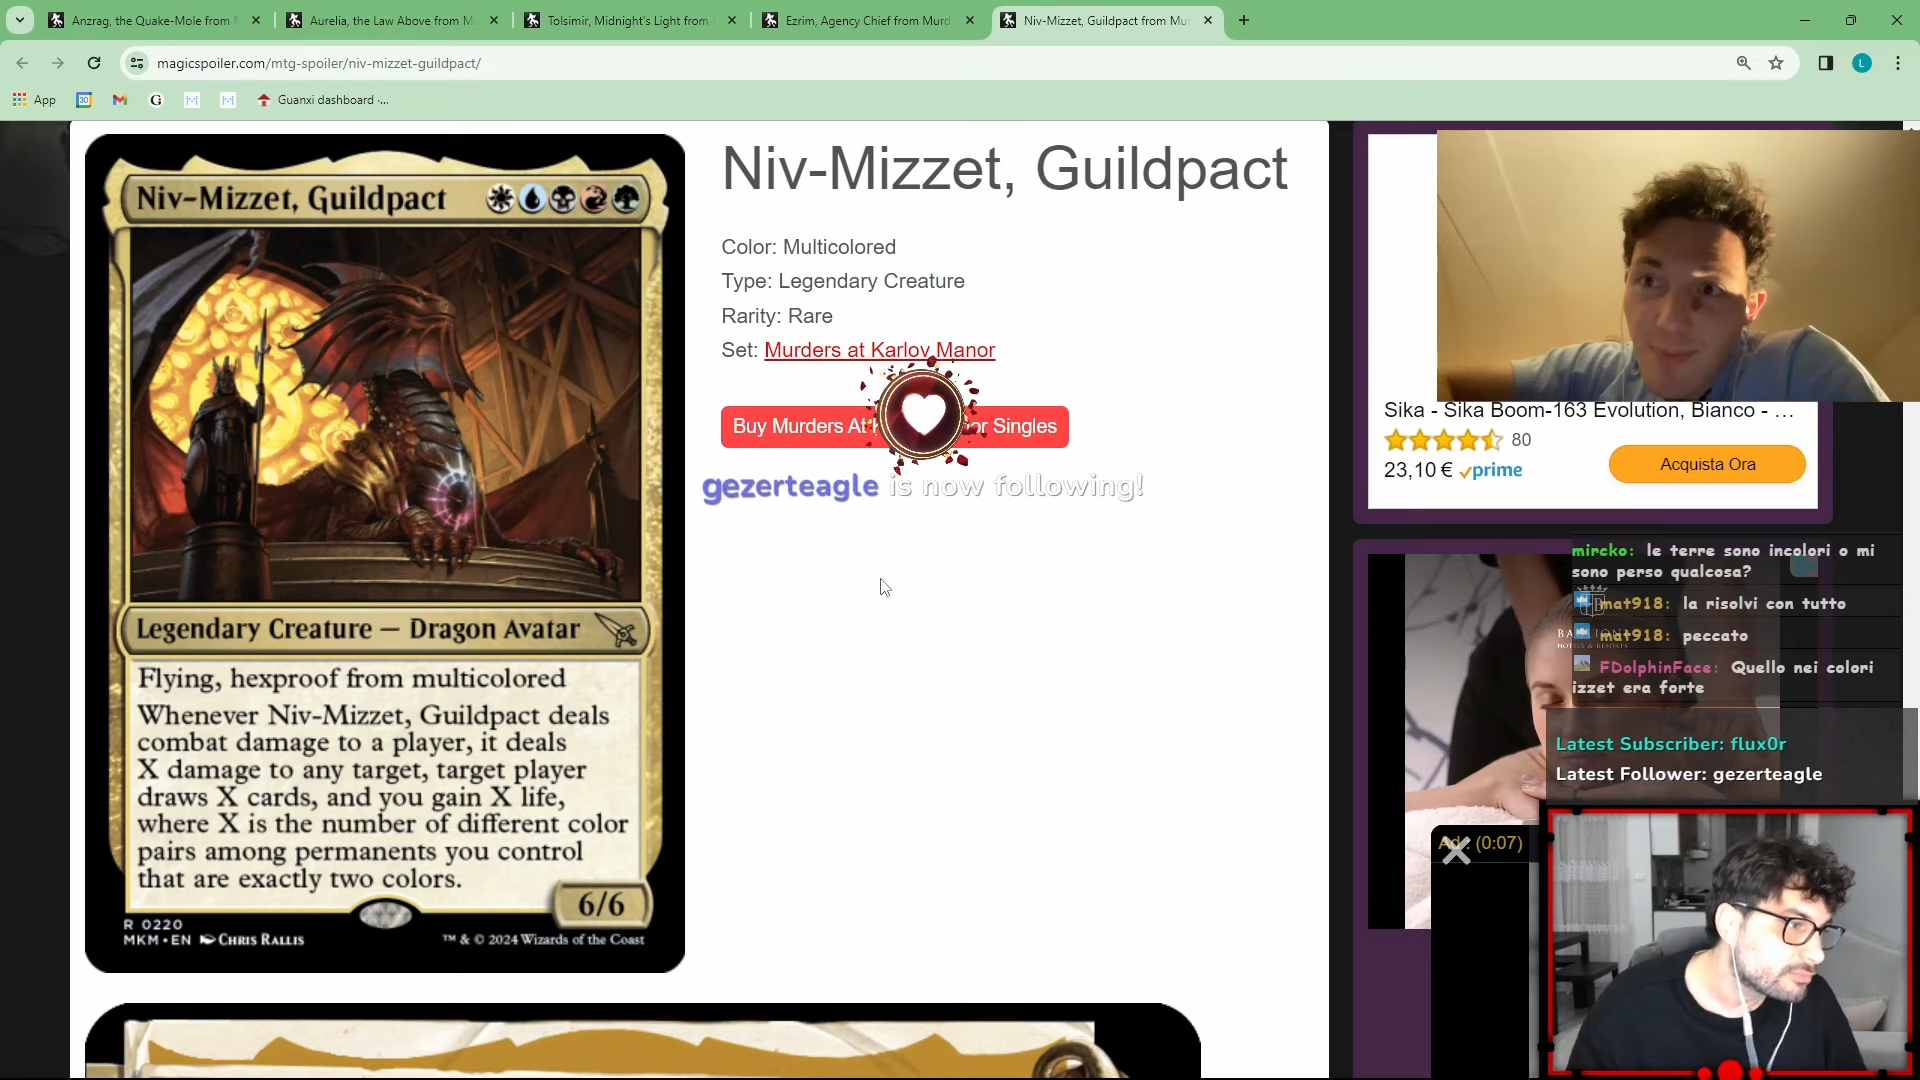 Anzrag, the Quake-Mole from
Aurelia, the Law Above from M
Tolsimir, Midnight's Light from
Ezrim, Agency Chief from Murd
Niv-Mizzet, Guildpact from Mu
magicspoiler.com/mtg-spoiler/niv-mizzet-guildpact/
L
App
30
G
Guanxi dashboard -...
Niv-Mizzet, Guildpact
Legendary Creature — Dragon Avatar
Flying, hexproof from multicolored
Whenever Niv-Mizzet, Guildpact deals
combat damage to a player, it deals
X damage to any target, target player
draws X cards, and you gain X life,
where X is the number of different color
pairs among permanents you control
that are exactly two colors.
6/6
R 0220
MKM • EN Chris Rallis
™ & © 2024 Wizards of the Coast
Niv-Mizzet, Guildpact
Color: Multicolored
Type: Legendary Creature
Rarity: Rare
Set: Murders at Karlov Manor
Buy Murders At or Singles
gezerteagle is now following!
Sika - Sika Boom-163 Evolution, Bianco - ...
80
23,10 € prime
Acquista Ora
mircko: le terre sono incolori o mi
sono perso qualcosa?
mat918: la risolvi con tutto
mat918: peccato
FDolphinFace: Quello nei colori
izzet era forte
Latest Subscriber: flux0r
Latest Follower: gezerteagle
Ad: (0:07)